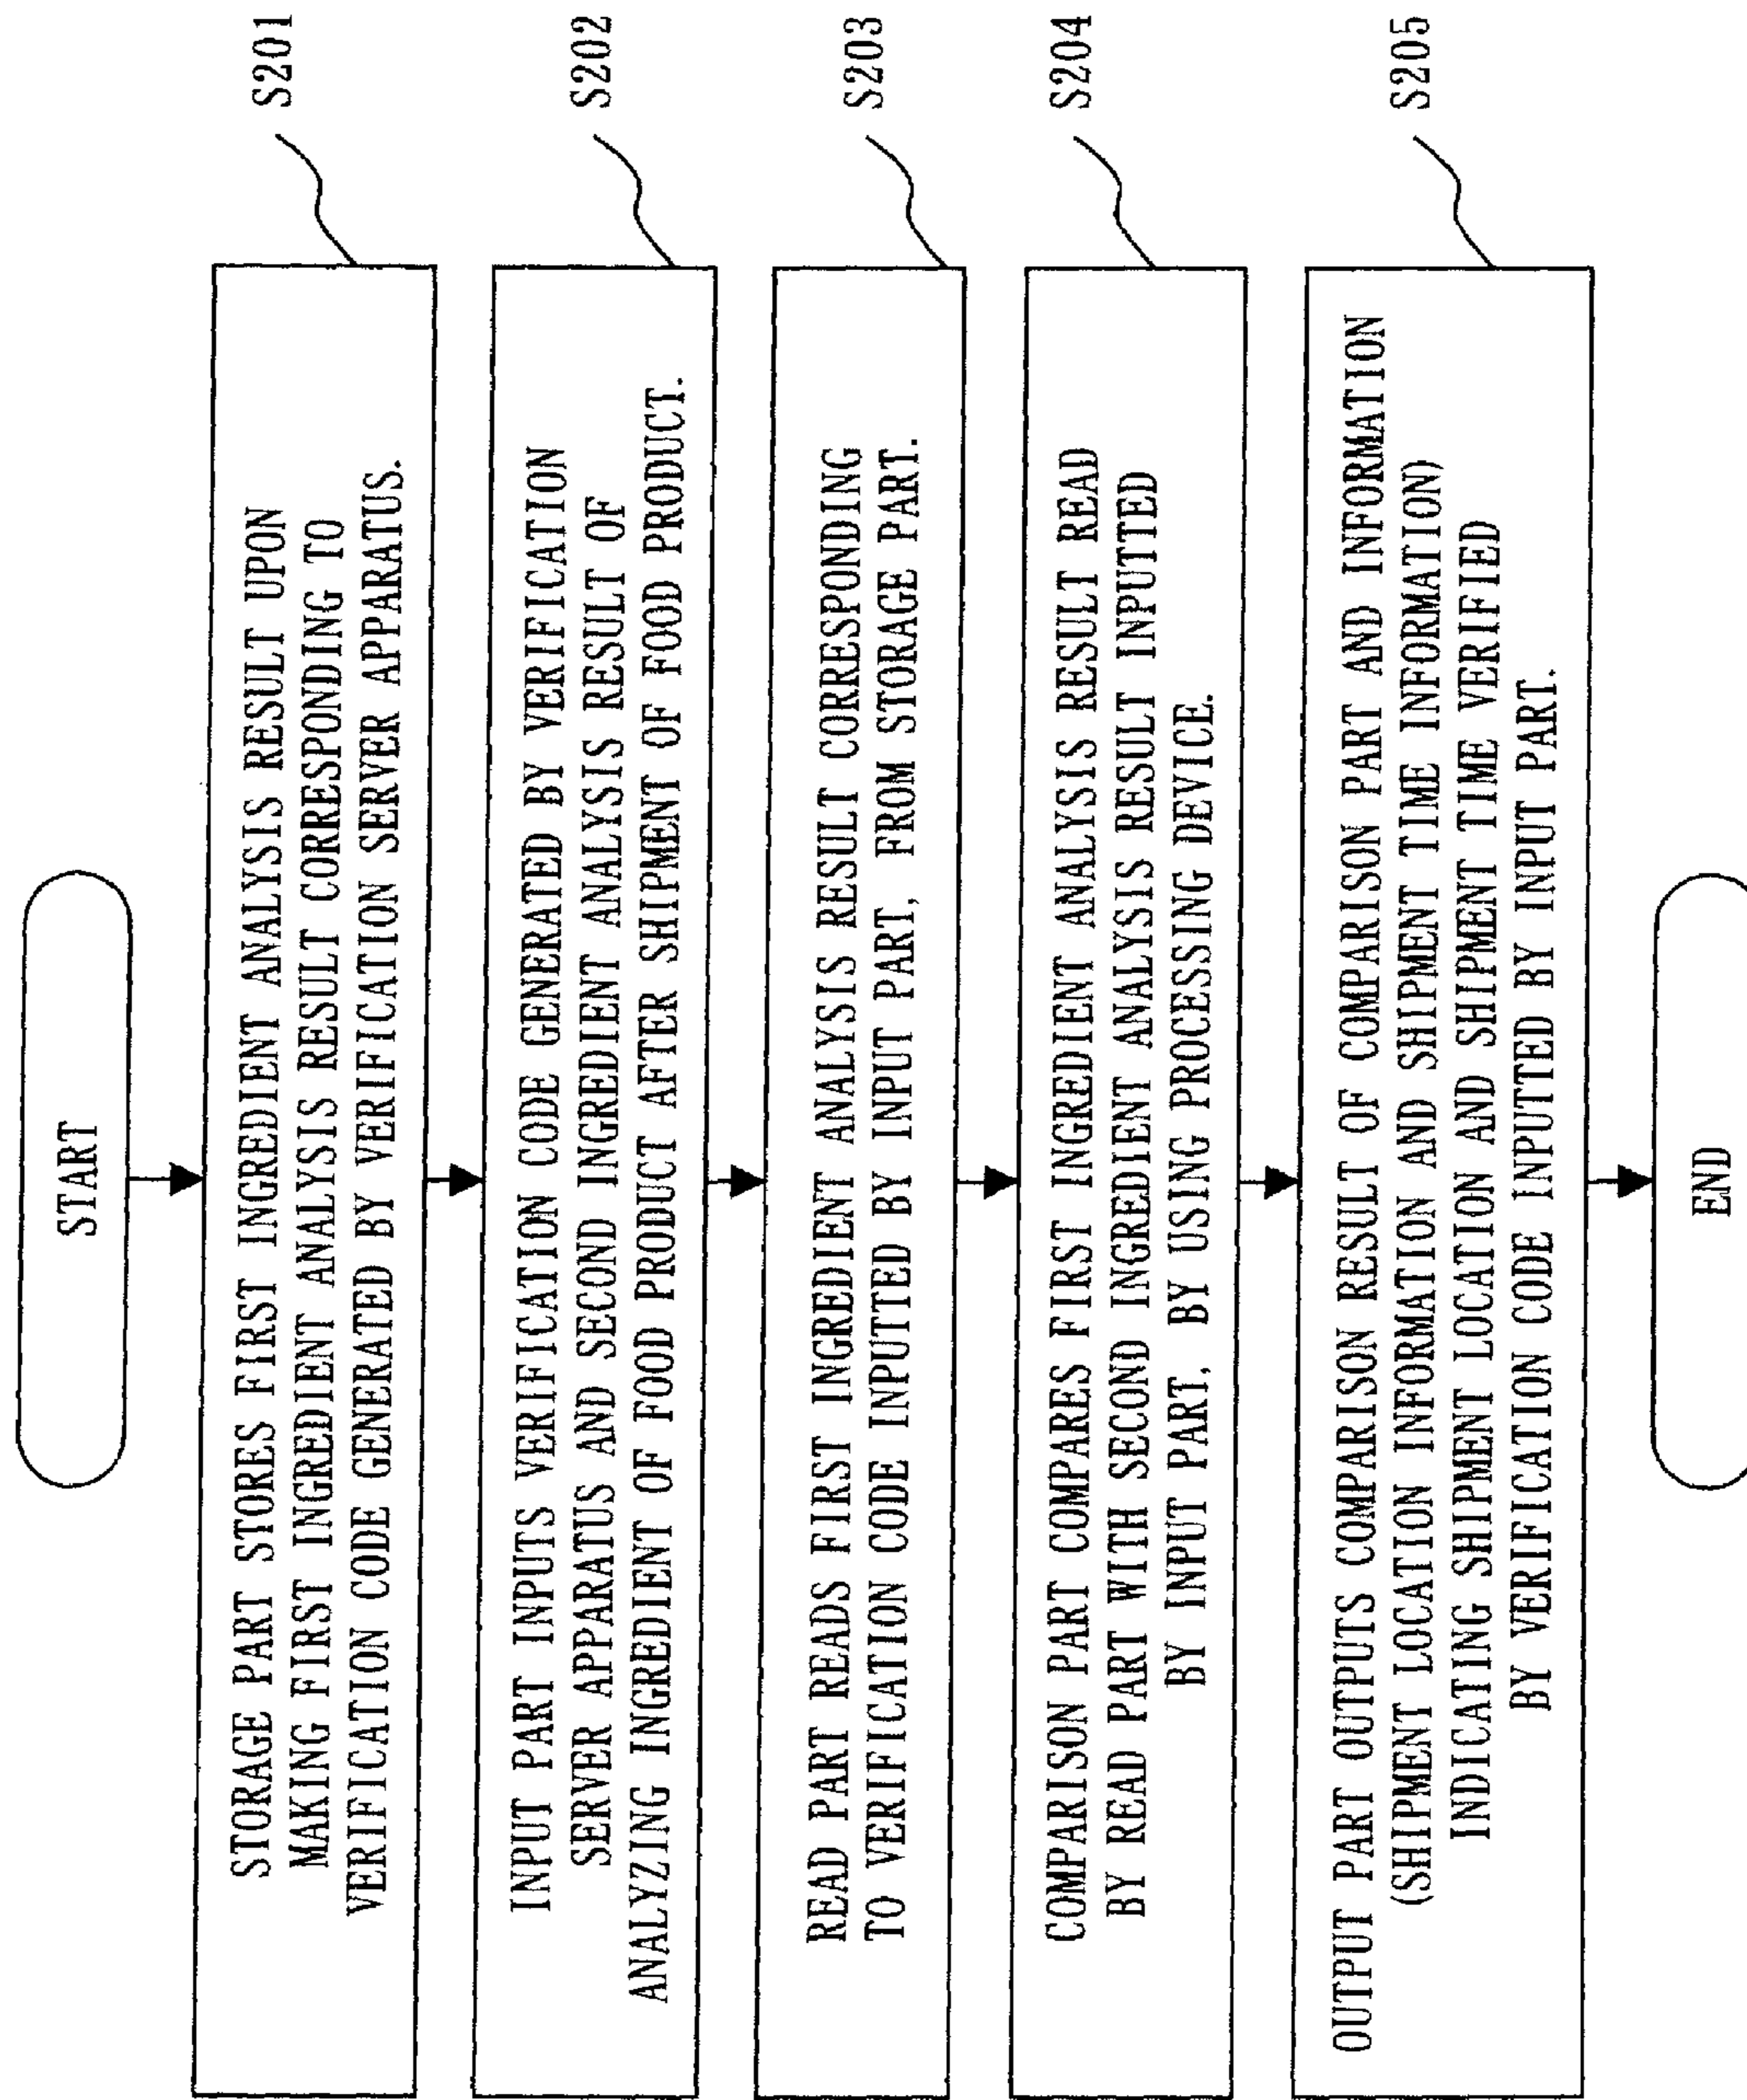 START
STORAGE PART STORES FIRST INGREDIENT ANALYSIS RESULT UPON
MAKING FIRST INGREDIENT ANALYSIS RESULT CORRESPONDING TO
VERIFICATION CODE GENERATED BY VERIFICATION SERVER APPARATUS.
S201
INPUT PART INPUTS VERIFICATION CODE GENERATED BY VERIFICATION
SERVER APPARATUS AND SECOND INGREDIENT ANALYSIS RESULT OF
ANALYZING INGREDIENT OF FOOD PRODUCT AFTER SHIPMENT OF FOOD PRODUCT.
S202
READ PART READS FIRST INGREDIENT ANALYSIS RESULT CORRESPONDING
TO VERIFICATION CODE INPUTTED BY INPUT PART, FROM STORAGE PART.
S203
COMPARISON PART COMPARES FIRST INGREDIENT ANALYSIS RESULT READ
BY READ PART WITH SECOND INGREDIENT ANALYSIS RESULT INPUTTED
BY INPUT PART, BY USING PROCESSING DEVICE.
S204
OUTPUT PART OUTPUTS COMPARISON RESULT OF COMPARISON PART AND INFORMATION
(SHIPMENT LOCATION INFORMATION AND SHIPMENT TIME INFORMATION)
INDICATING SHIPMENT LOCATION AND SHIPMENT TIME VERIFIED
BY VERIFICATION CODE INPUTTED BY INPUT PART.
S205
END